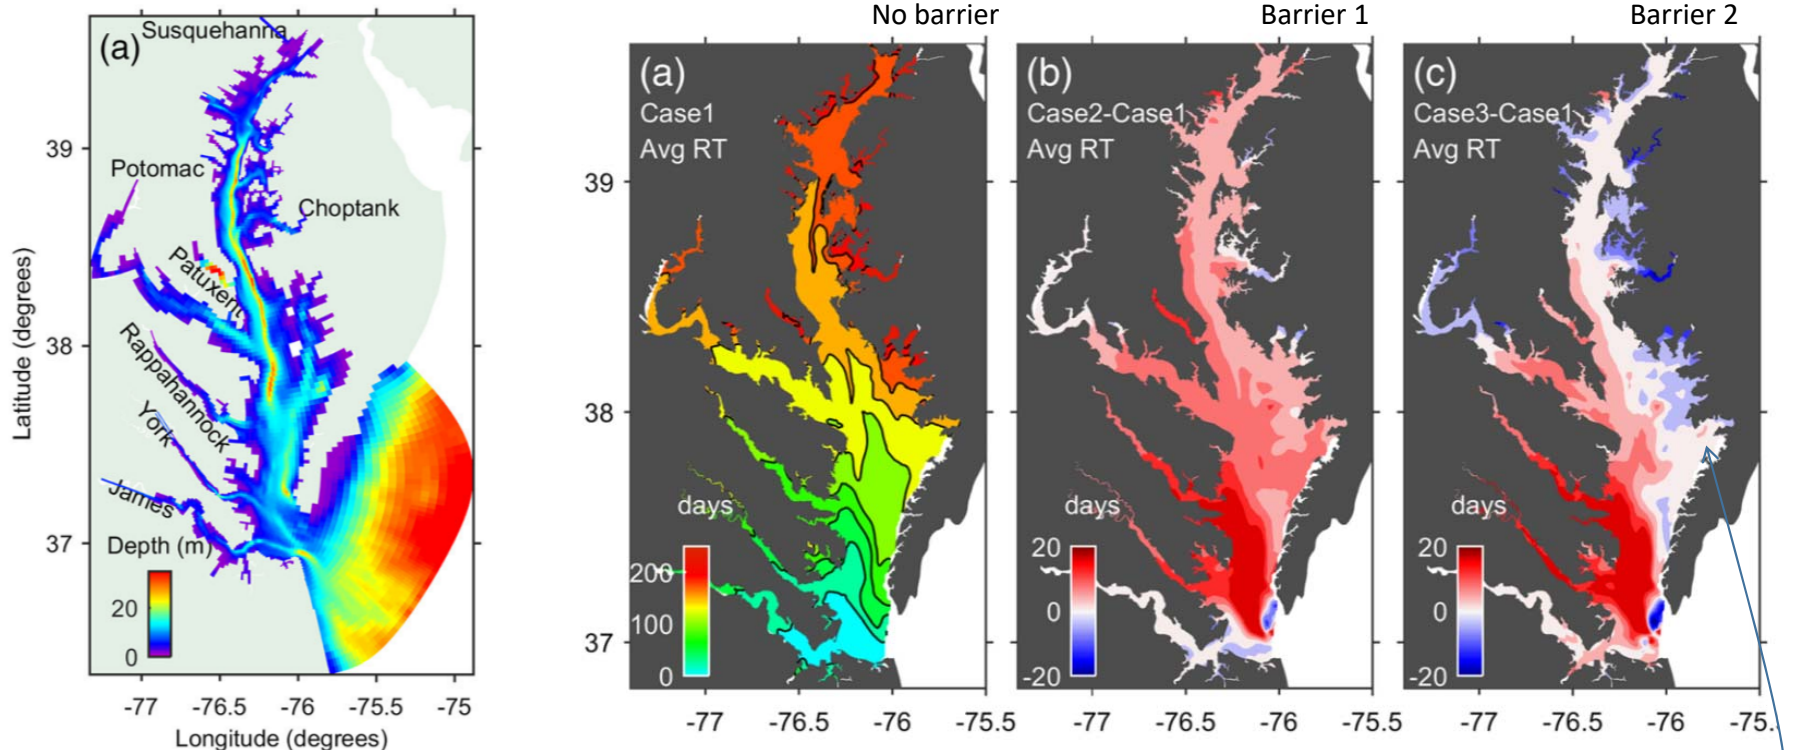 No barrier
Barrier 1
Barrier 2
(a)
Susquehanna
Potomac
Choptank
Patuxent
Rappahannock
York
James
Depth (m)
20
0
39
38
37
Latitude (degrees)
-77
-76.5
-76
-75.5
-75
Longitude (degrees)
(a)
Case1
Avg RT
days
200
100
0
39
38
37
-77
-76.5
-76
-75.5
(b)
Case2-Case1
Avg RT
days
20
0
-20
-77
-76.5
-76
-75.5
(c)
Case3-Case1
Avg RT
days
20
0
-20
-77
-76.5
-76
-75.